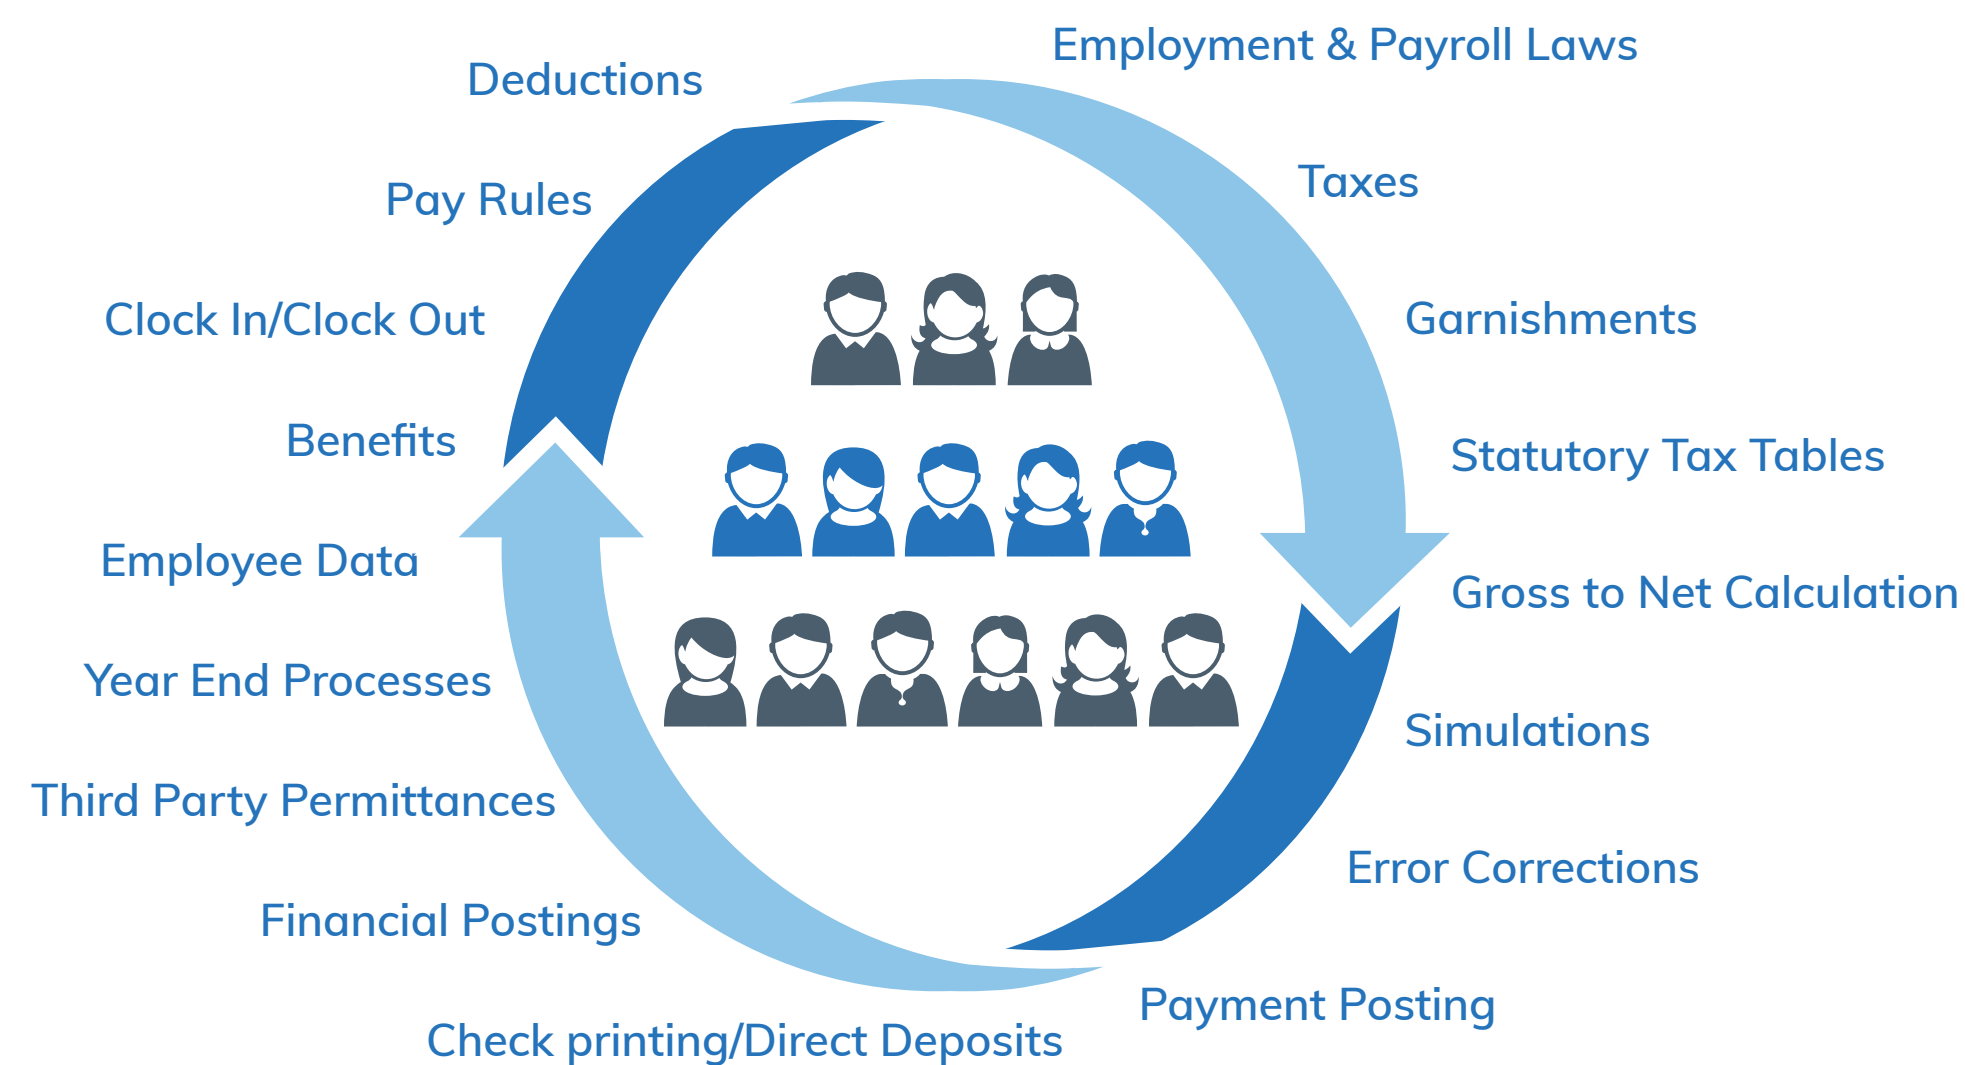 Employment & Payroll Laws
Deductions
Taxes
Pay Rules
Garnishments
Clock In/Clock Out
Benefits
Statutory Tax Tables
Employee Data
Gross to Net Calculation
Year End Processes
Simulations
Third Party Permittances
Error Corrections
Financial Postings
Payment Posting
Check printing/Direct Deposits